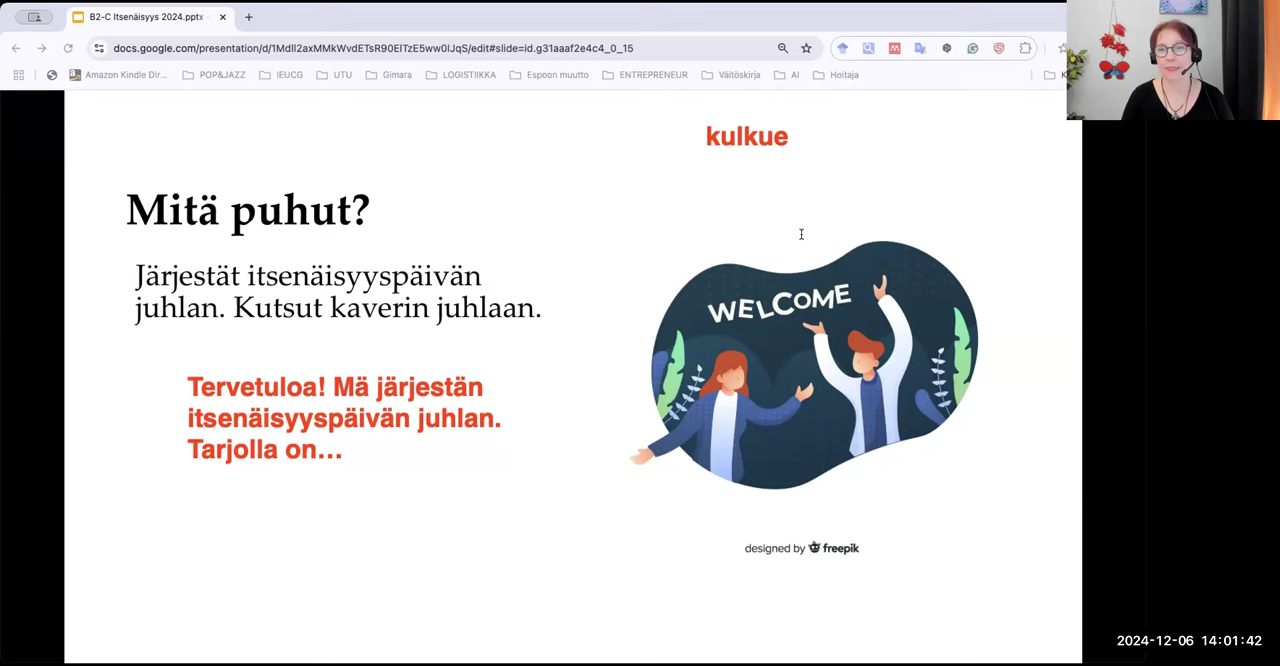 B2-C Itsenäisyys 2024.pptx
docs.google.com/presentation/d/1Mdll2axMMkWvdETsR90ElTzE5ww0lJqS/edit#slide=id.g31aaaf2e4c4_0_15
Amazon Kindle Dir... POP&JAZZ IEUCG UTU Gimara LOGISTIIKKA Espoon muutto ENTREPRENEUR Väitöskirja AI Hoitaja
kulkue
Mitä puhut?
Järjestät itsenäisyyspäivän
juhlan. Kutsut kaverin juhlaan.
Tervetuloa! Mä järjestän
itsenäisyyspäivän juhlan.
Tarjolla on...
WELCOME
designed by freepik
2024-12-06 14:01:42